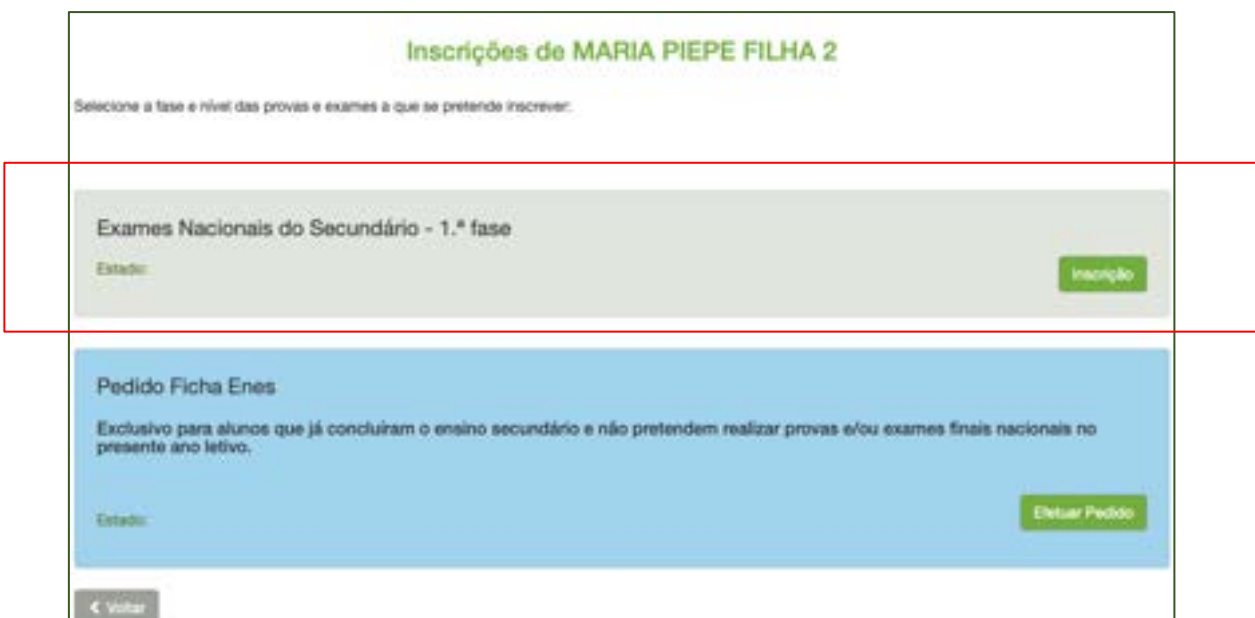 Inscrições de MARIA PIEPE FILHA 2
Selecione a fase e nível das provas e exames a que se pretende inscrever:
Exames Nacionais do Secundário - 1.ª fase
Estado:
Inscrição
Pedido Ficha Enes
Exclusivo para alunos que já concluíram o ensino secundário e não pretendem realizar provas e/ou exames finais nacionais no
presente ano letivo.
Estado:
Efetuar Pedido
< Voltar